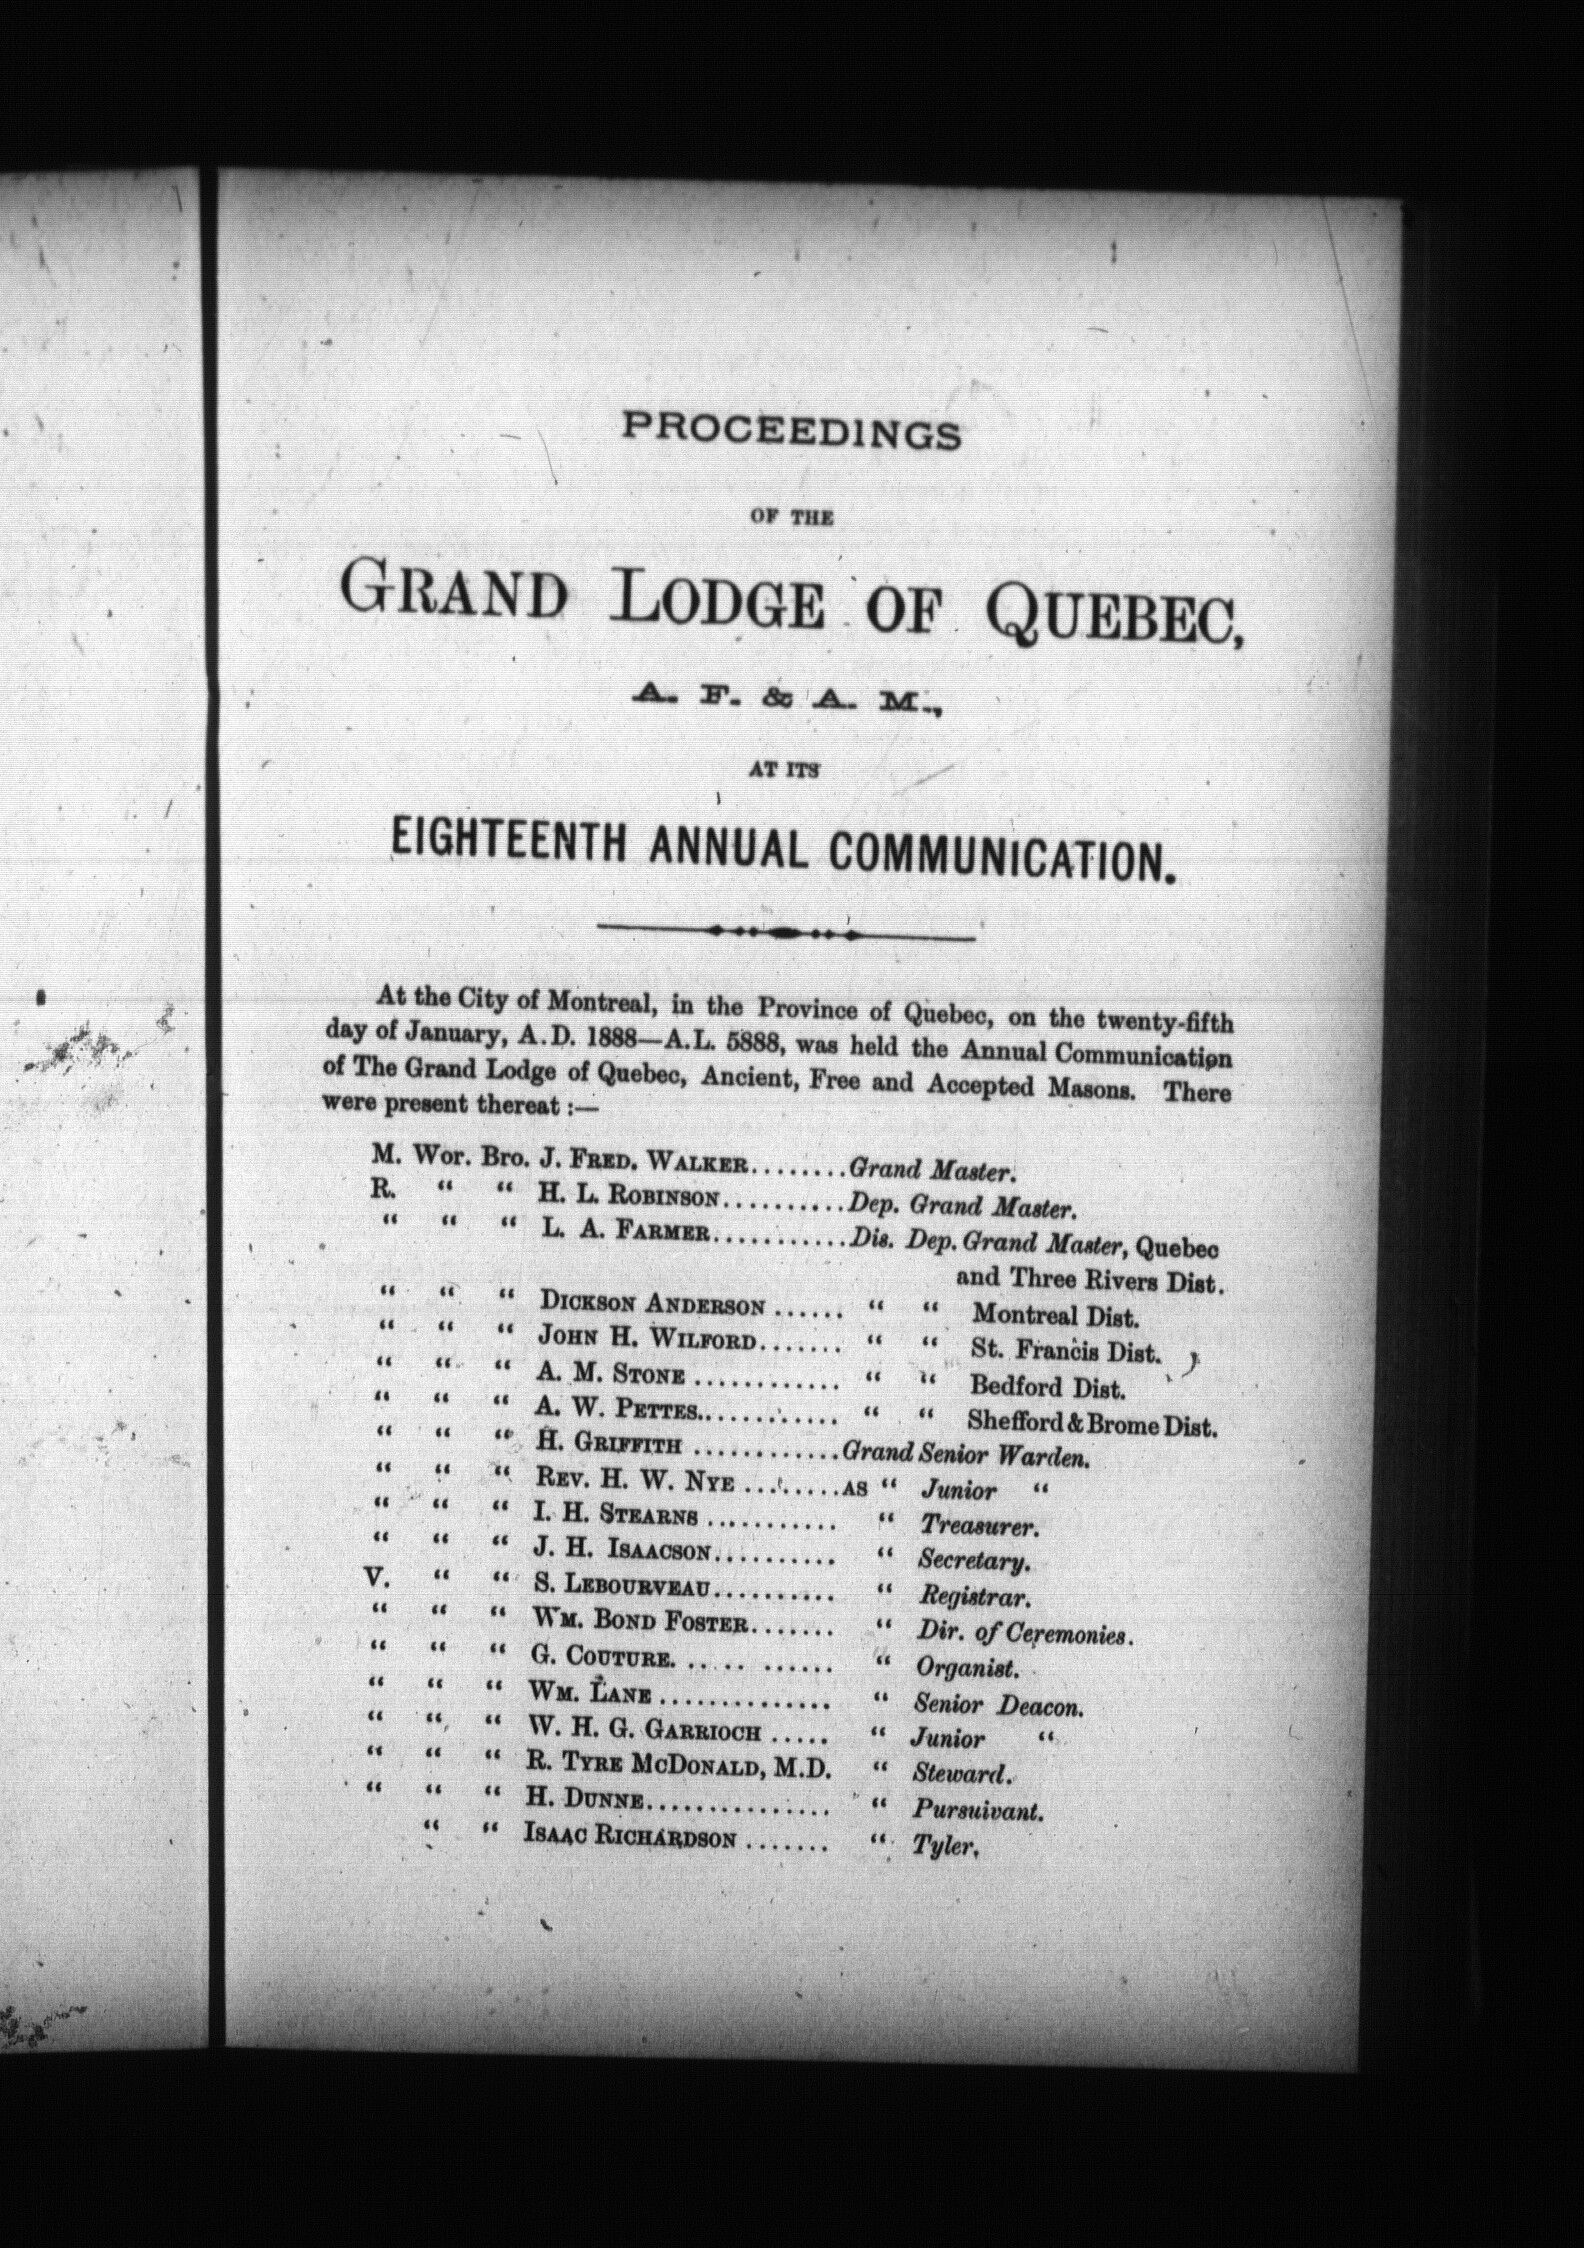 PROCEEDINGS
OF THE
GRAND LODGE OF QUEBEC,
A. F. & A. M.,
AT ITS
EIGHTEENTH ANNUAL COMMUNICATION.
At the City of Montreal, in the Province of Quebec, on the twenty-fifth
day of January, A.D. 1888—A.L. 5888, was held the Annual Communication
of The Grand Lodge of Quebec, Ancient, Free and Accepted Masons. There
were present thereat :—
M. Wor. Bro. J. FRED. WALKER........Grand Master.
R. “ “ H. L. ROBINSON..........Dep. Grand Master.
“ “ “ L. A. FARMER...........Dis. Dep. Grand Master, Quebec
and Three Rivers Dist.
“ “ “ DICKSON ANDERSON ...... “ “ Montreal Dist.
“ “ “ JOHN H. WILFORD....... “ “ St. Francis Dist.
“ “ “ A. M. STONE ............ “ “ Bedford Dist.
“ “ “ A. W. PETTES............ “ “ Shefford & Brome Dist.
“ “ “ H. GRIFFITH ............Grand Senior Warden.
“ “ “ REV. H. W. NYE ........AS “ Junior “
“ “ “ I. H. STEARNS ........... “ Treasurer.
“ “ “ J. H. ISAACSON.......... “ Secretary.
V. “ “ S. LEBOURVEAU.......... “ Registrar.
“ “ “ WM. BOND FOSTER....... “ Dir. of Ceremonies.
“ “ “ G. COUTURE. .. .. ...... “ Organist.
“ “ “ WM. LANE .............. “ Senior Deacon.
“ “ “ W. H. G. GARRIOCH ..... “ Junior “
“ “ “ R. TYRE MCDONALD, M.D. “ Steward.
“ “ “ H. DUNNE............... “ Pursuivant.
“ “ ISAAC RICHARDSON ....... “ Tyler.